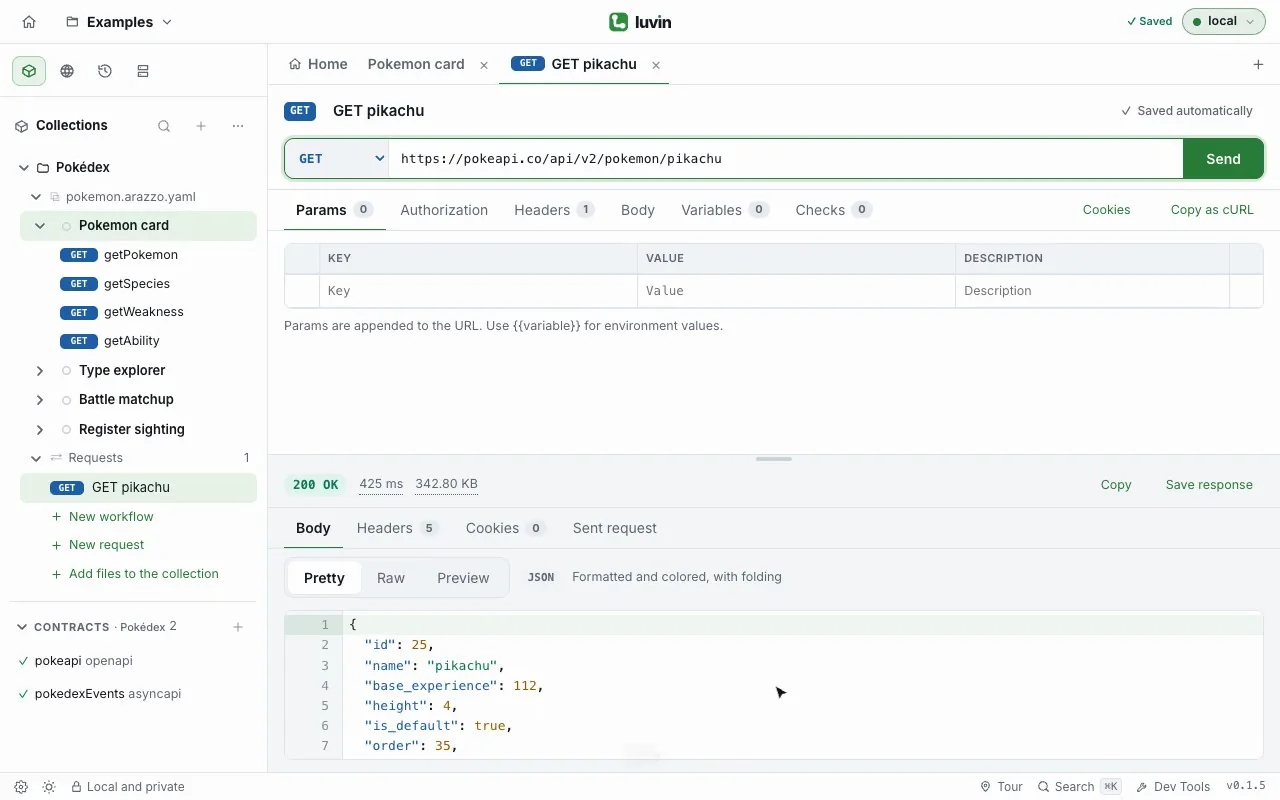 Examples
luvin
Saved
local
Home
Pokemon card
GET GET pikachu
Collections
Pokédex
pokemon.arazzo.yaml
Pokemon card
GET getPokemon
GET getSpecies
GET getWeakness
GET getAbility
Type explorer
Battle matchup
Register sighting
Requests 1
GET GET pikachu
New workflow
New request
Add files to the collection
CONTRACTS · Pokédex 2
pokeapi openapi
pokedexEvents asyncapi
GET GET pikachu
Saved automatically
GET https://pokeapi.co/api/v2/pokemon/pikachu Send
Params 0 Authorization Headers 1 Body Variables 0 Checks 0 Cookies Copy as cURL
KEY VALUE DESCRIPTION
Key Value Description
Params are appended to the URL. Use {{variable}} for environment values.
200 OK 425 ms 342.80 KB Copy Save response
Body Headers 5 Cookies 0 Sent request
Pretty Raw Preview JSON Formatted and colored, with folding
1 {
2 "id": 25,
3 "name": "pikachu",
4 "base_experience": 112,
5 "height": 4,
6 "is_default": true,
7 "order": 35,
Local and private
Tour Search ⌘K Dev Tools v0.1.5